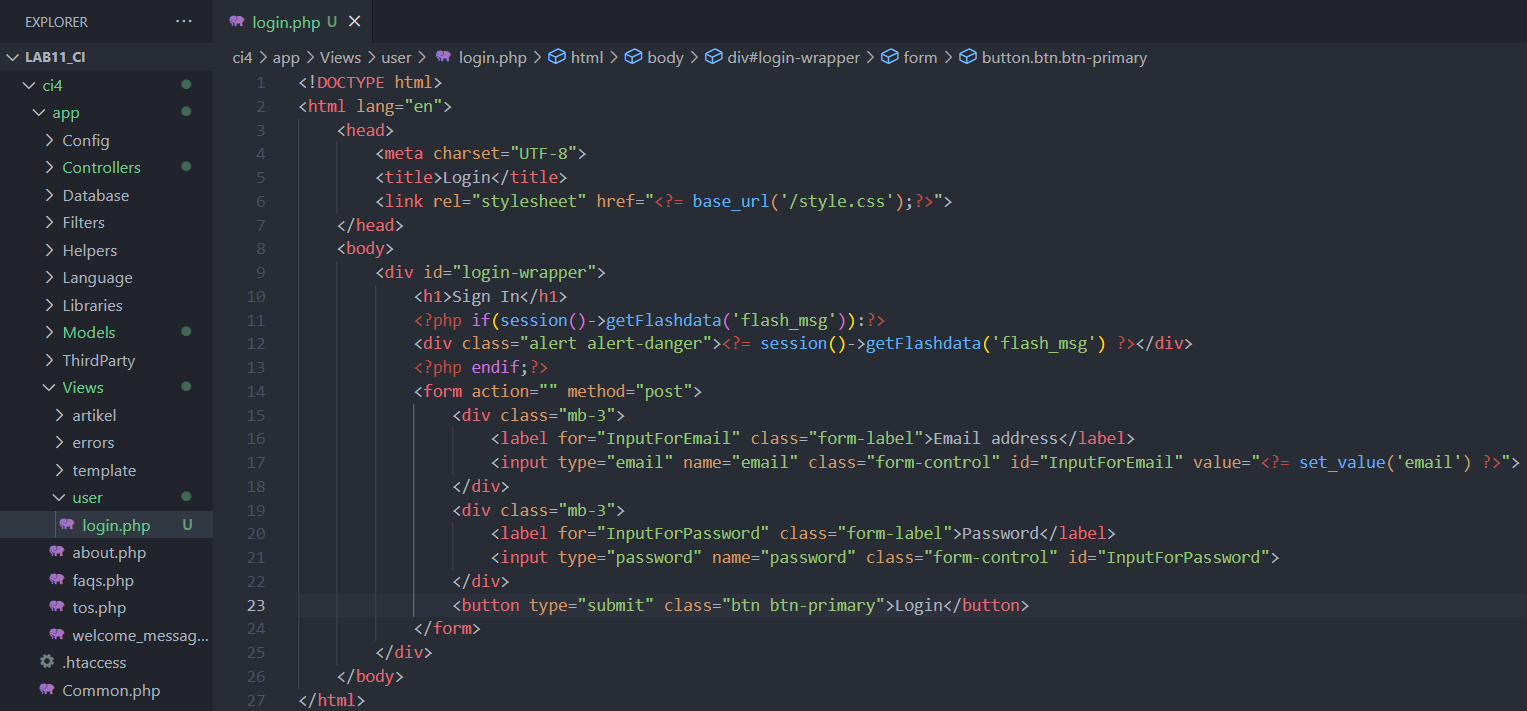 EXPLORER ...
LAB11_CI
ci4
app
Config
Controllers
Database
Filters
Helpers
Language
Libraries
Models
ThirdParty
Views
artikel
errors
template
user
login.php U
about.php
faqs.php
tos.php
welcome_messag...
.htaccess
Common.php
login.php U
ci4 > app > Views > user > login.php > html > body > div#login-wrapper > form > button.btn.btn-primary
1 <!DOCTYPE html>
2 <html lang="en">
3 <head>
4 <meta charset="UTF-8">
5 <title>Login</title>
6 <link rel="stylesheet" href="<?= base_url('/style.css');?>">
7 </head>
8 <body>
9 <div id="login-wrapper">
10 <h1>Sign In</h1>
11 <?php if(session()->getFlashdata('flash_msg')):?>
12 <div class="alert alert-danger"><?= session()->getFlashdata('flash_msg') ?></div>
13 <?php endif;?>
14 <form action="" method="post">
15 <div class="mb-3">
16 <label for="InputForEmail" class="form-label">Email address</label>
17 <input type="email" name="email" class="form-control" id="InputForEmail" value="<?= set_value('email') ?>">
18 </div>
19 <div class="mb-3">
20 <label for="InputForPassword" class="form-label">Password</label>
21 <input type="password" name="password" class="form-control" id="InputForPassword">
22 </div>
23 <button type="submit" class="btn btn-primary">Login</button>
24 </form>
25 </div>
26 </body>
27 </html>